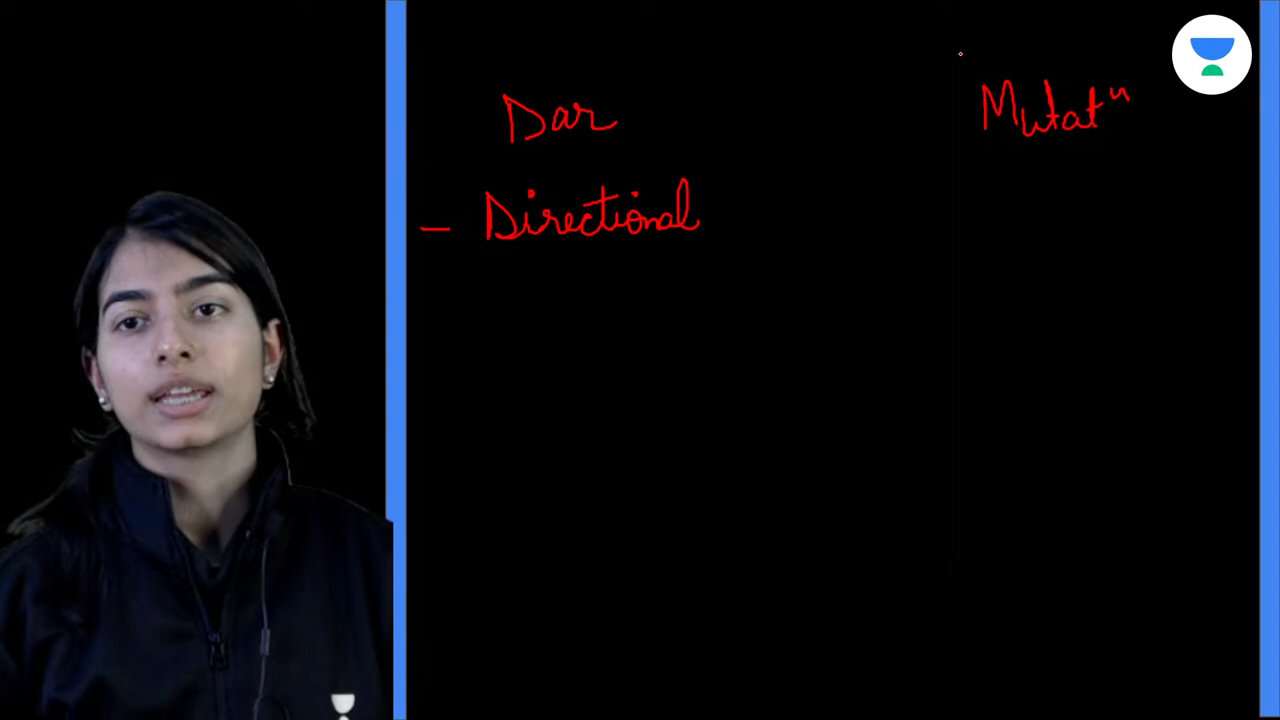 Dar
Mutatⁿ
- Directional